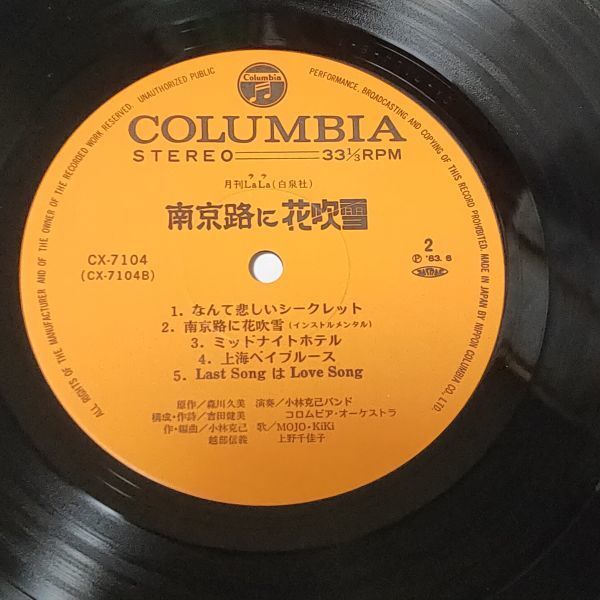 ALL RIGHTS OF THE MANUFACTURER AND OF THE OWNER OF THE RECORDED WORK RESERVED. UNAUTHORIZED PUBLIC PERFORMANCE, BROADCASTING AND COPYING OF THIS RECORD PROHIBITED. MADE IN JAPAN BY NIPPON COLUMBIA CO., LTD.
Columbia
COLUMBIA
STEREO 33⅓RPM
ララ
月刊LaLa(白泉社)
南京路に花吹雪
CX-7104
(CX-7104B)
2
Ⓟ '83. 6
JASRAC
1. なんて悲しいシークレット
2. 南京路に花吹雪(インストルメンタル)
3. ミッドナイトホテル
4. 上海ベイブルース
5. Last Song は Love Song
原作/森川久美 演奏/小林克己バンド
構成・作詩/吉田健美 コロムビア・オーケストラ
作・編曲/小林克己 歌/MOJO・KiKi
越部信義 上野千佳子